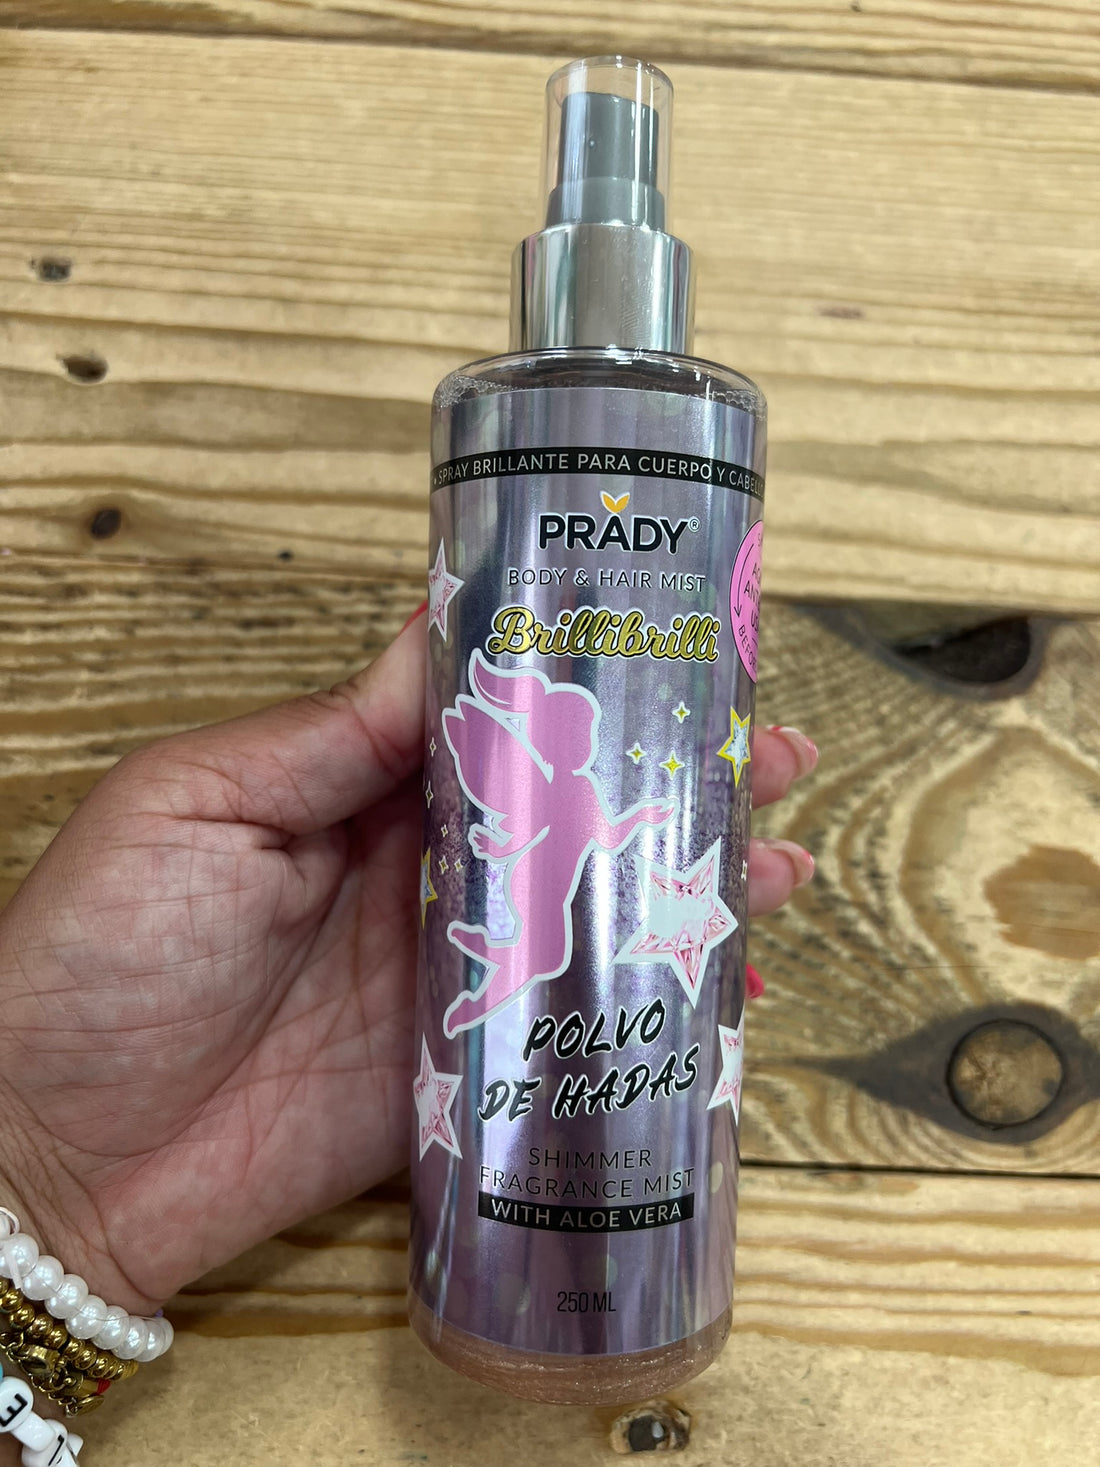 SPRAY BRILLANTE PARA CUERPO Y
PRADY®
BODY & HAIR MIST
Brillibrilli
POLVO
DE HADAS
SHIMMER
FRAGRANCE MIST
WITH ALOE VERA
250 ML
3